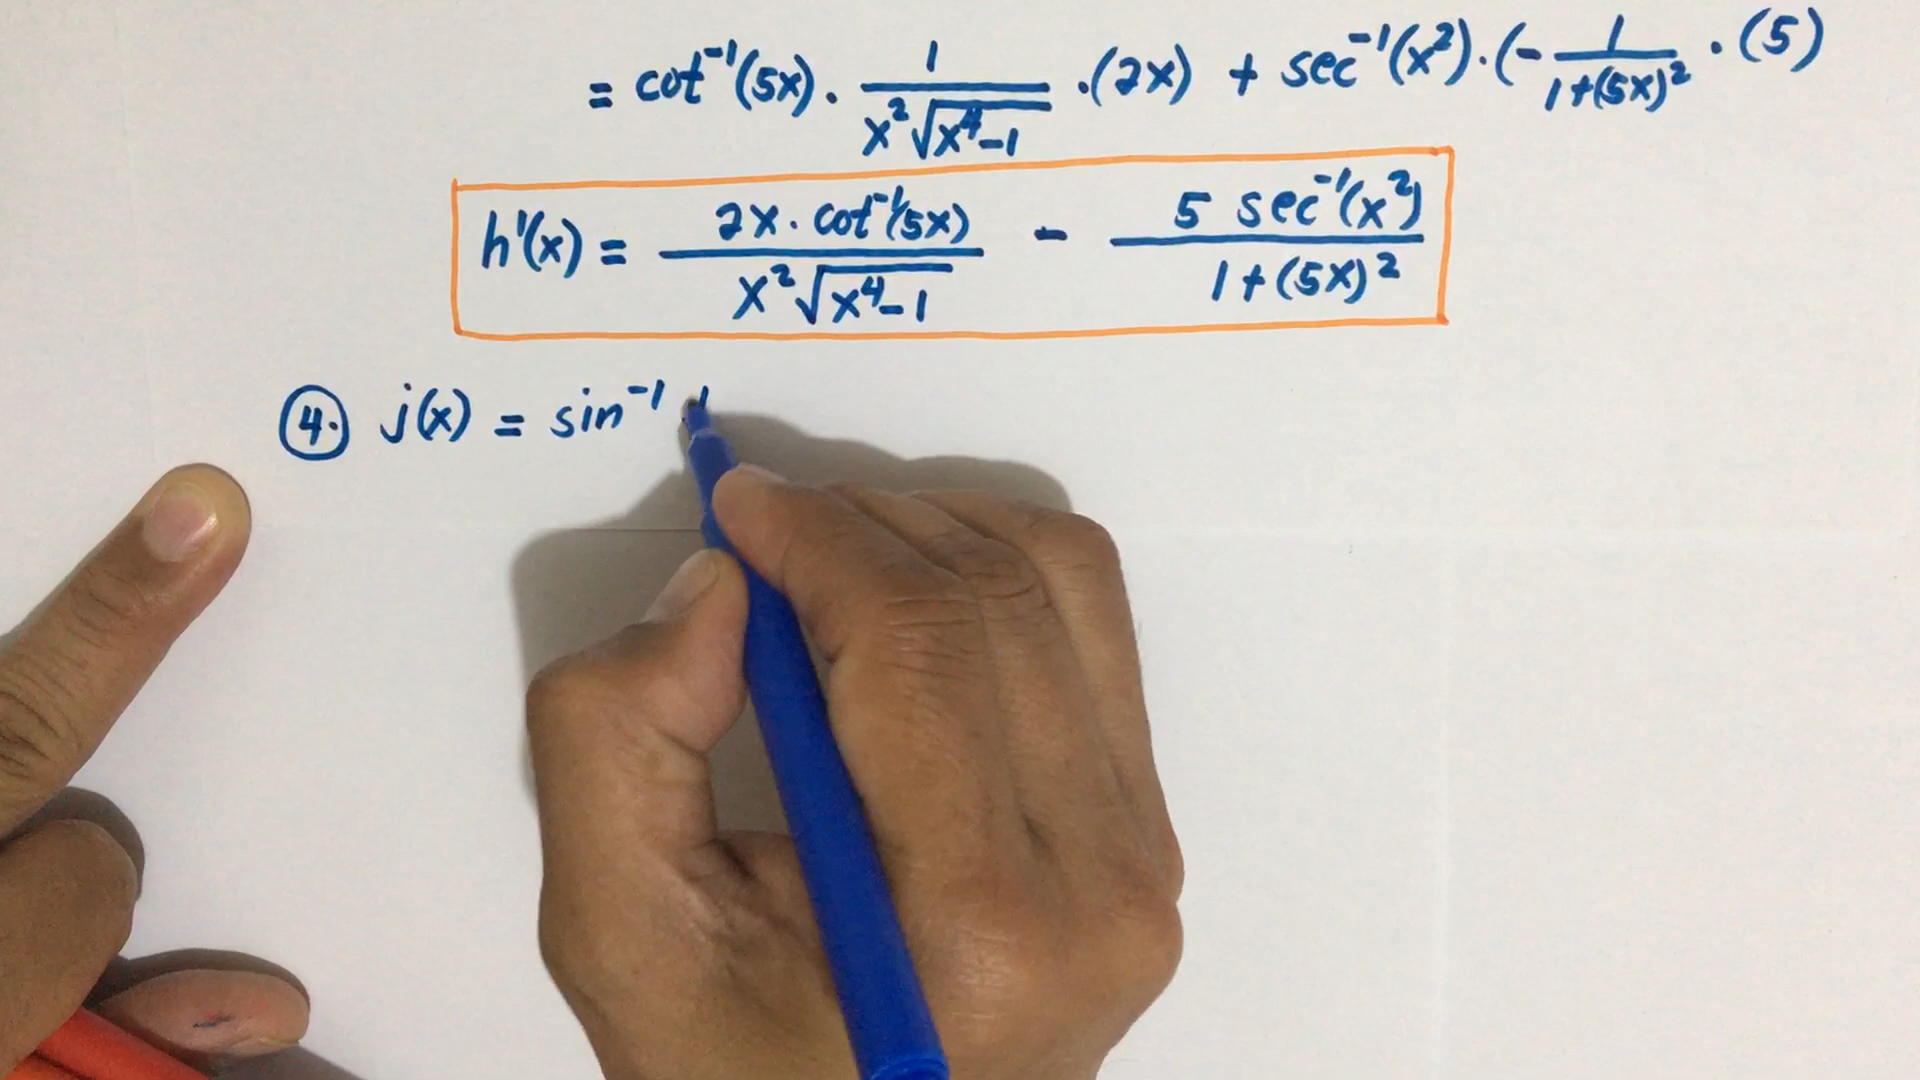 = cot⁻¹(5x) · 1/(x²√(x⁴-1)) · (2x) + sec⁻¹(x²) · (- 1/(1+(5x)²) · (5)
h'(x) = (2x · cot⁻¹(5x))/(x²√(x⁴-1)) - (5 sec⁻¹(x²))/(1+(5x)²)
4. j(x) = sin⁻¹